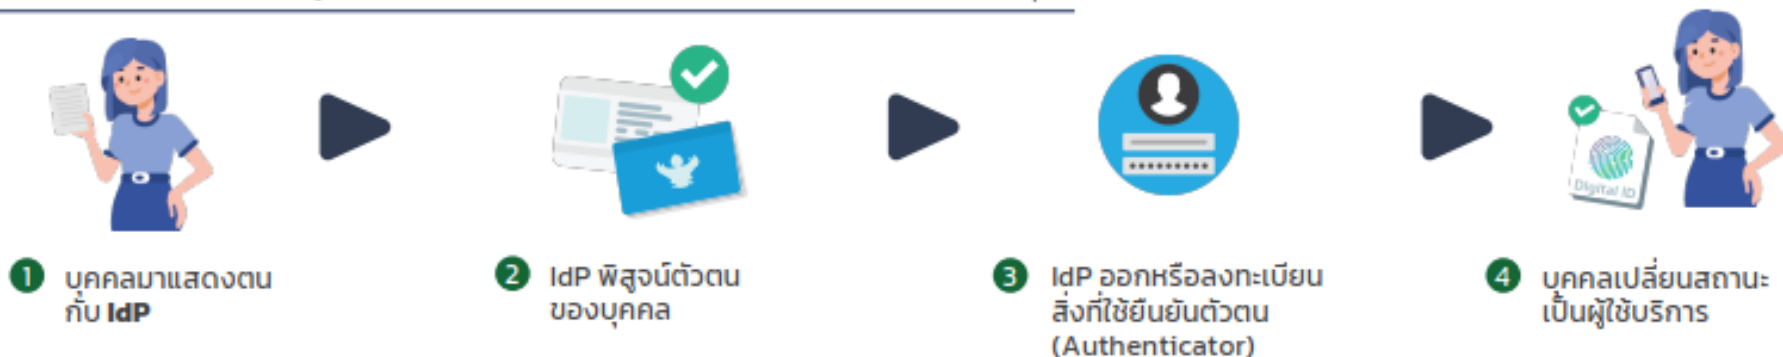 1 บุคคลมาแสดงตน
กับ IdP
2 IdP พิสูจน์ตัวตน
ของบุคคล
3 IdP ออกหรือลงทะเบียน
สิ่งที่ใช้ยืนยันตัวตน
(Authenticator)
Digital ID
4 บุคคลเปลี่ยนสถานะ
เป็นผู้ใช้บริการ